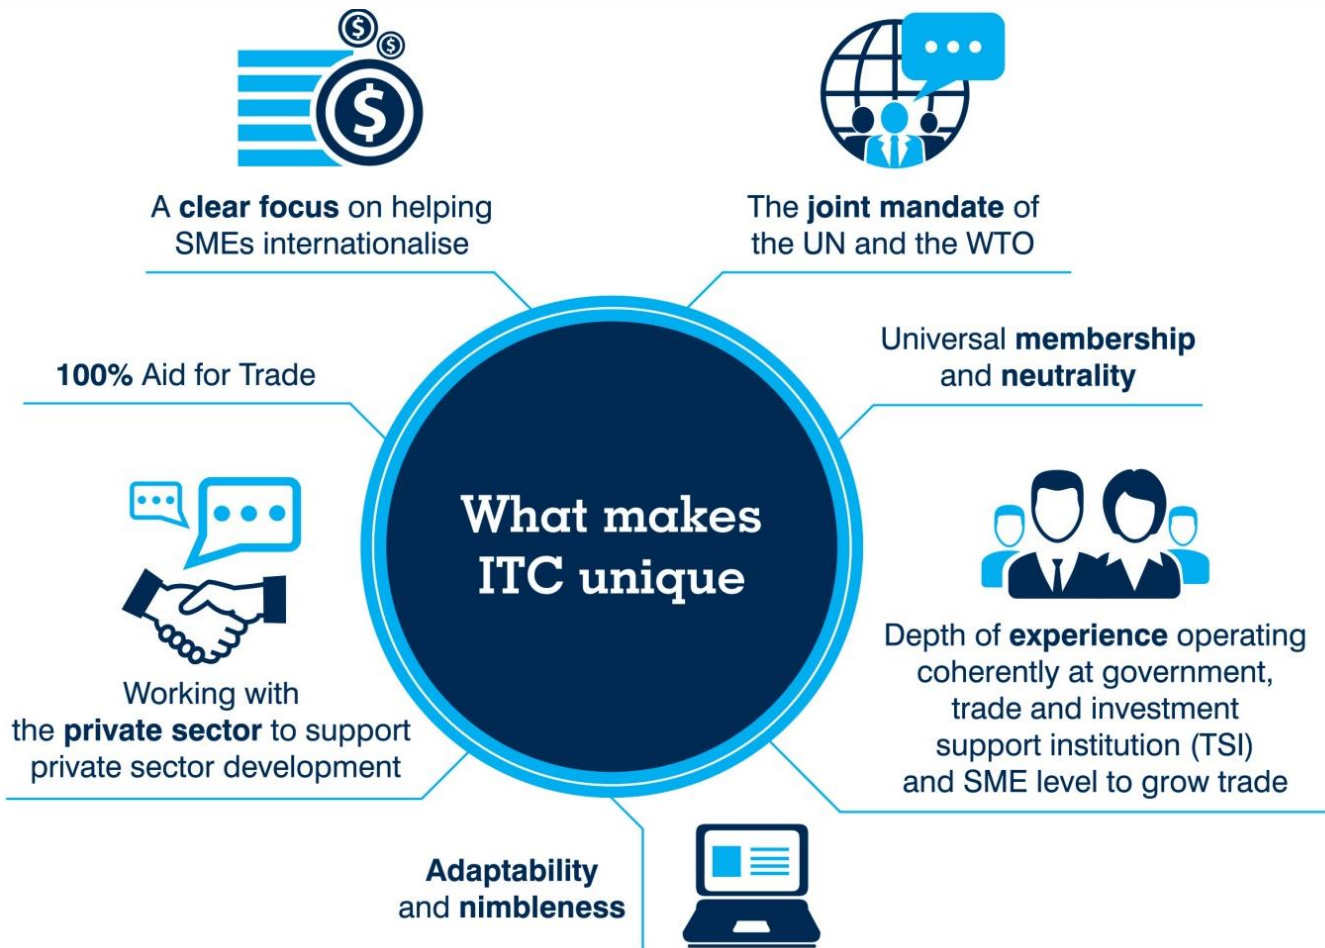 A clear focus on helping
SMEs internationalise
The joint mandate of
the UN and the WTO
100% Aid for Trade
Universal membership
and neutrality
What makes
ITC unique
Working with
the private sector to support
private sector development
Depth of experience operating
coherently at government,
trade and investment
support institution (TSI)
and SME level to grow trade
Adaptability
and nimbleness